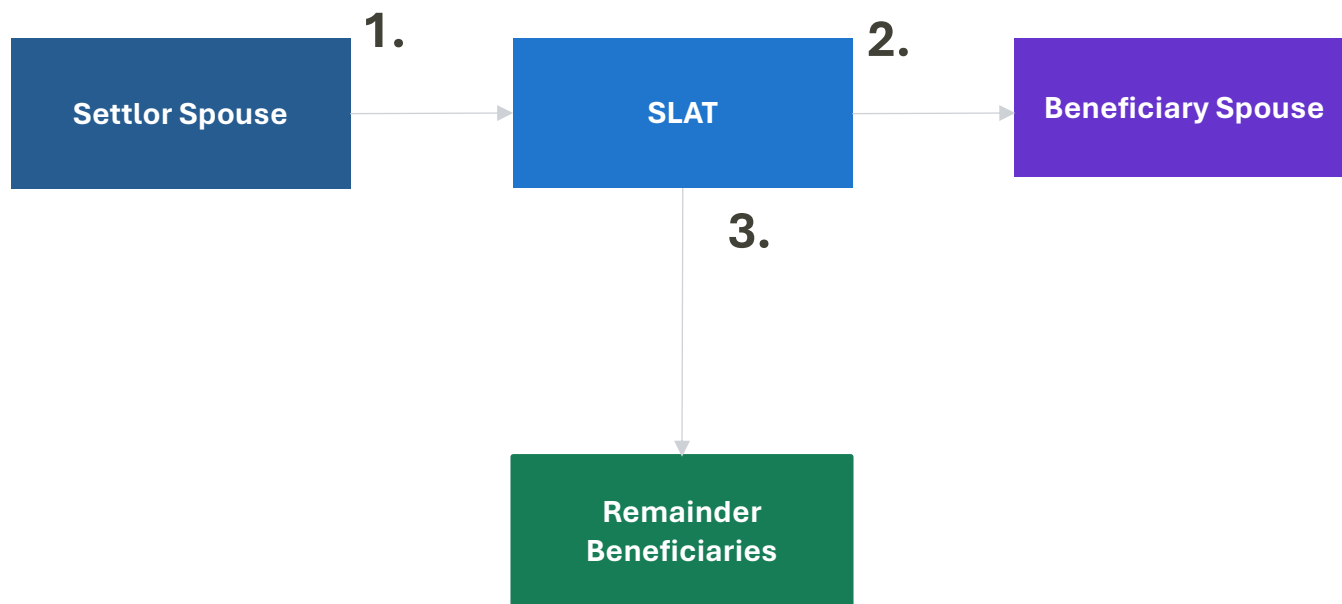 1.
2.
Settlor Spouse
SLAT
Beneficiary Spouse
3.
Remainder
Beneficiaries